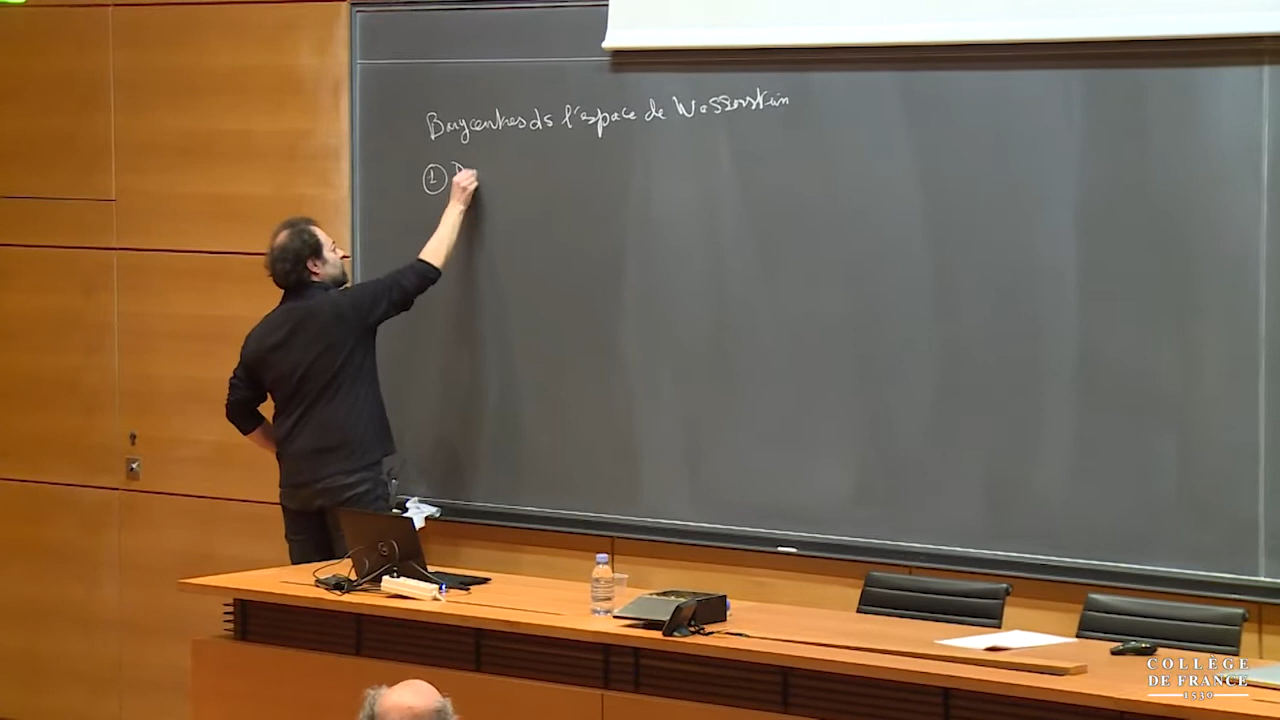 Barycentres ds l'espace de Wasserstein
① D
COLLÈGE
DE FRANCE
1530